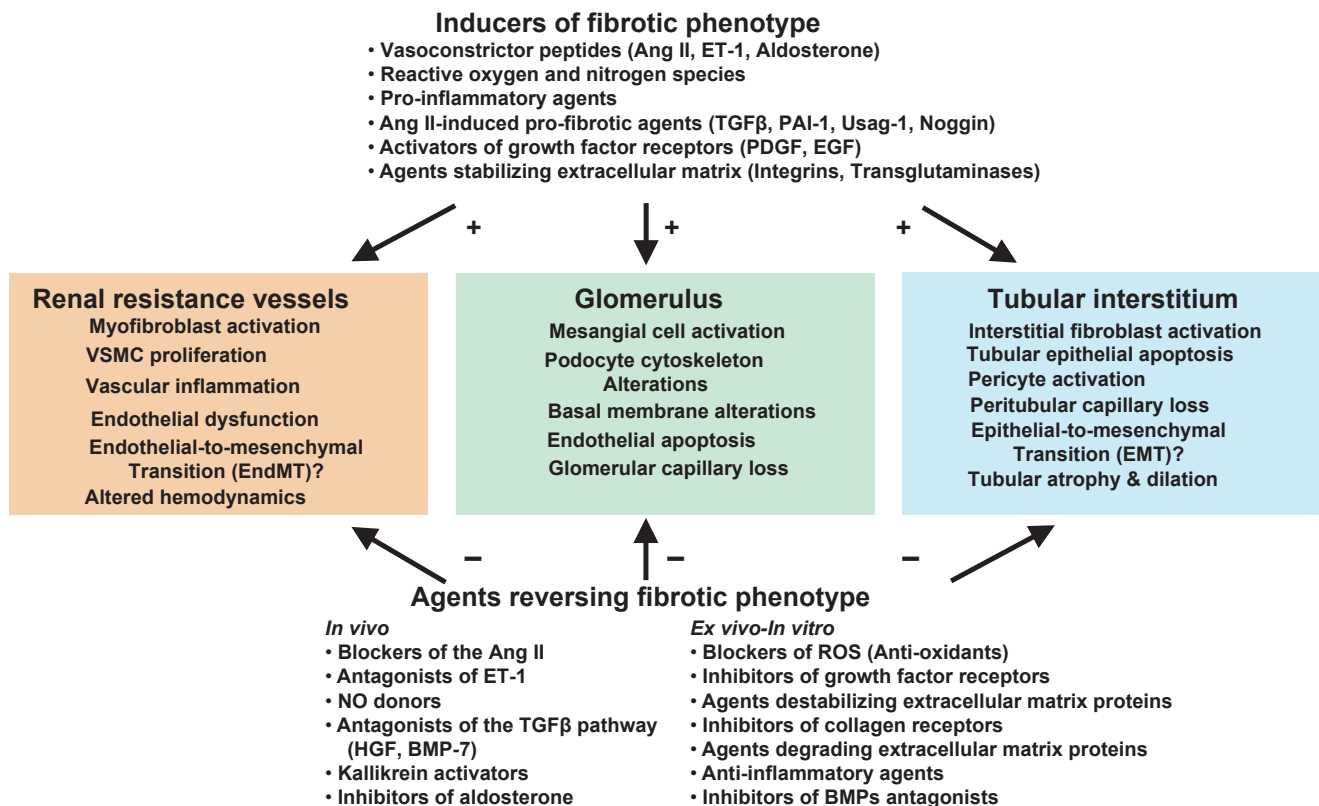 Inducers of fibrotic phenotype
• Vasoconstrictor peptides (Ang II, ET-1, Aldosterone)
• Reactive oxygen and nitrogen species
• Pro-inflammatory agents
• Ang II-induced pro-fibrotic agents (TGFβ, PAI-1, Usag-1, Noggin)
• Activators of growth factor receptors (PDGF, EGF)
• Agents stabilizing extracellular matrix (Integrins, Transglutaminases)
+ + +
Renal resistance vessels
Myofibroblast activation
VSMC proliferation
Vascular inflammation
Endothelial dysfunction
Endothelial-to-mesenchymal
Transition (EndMT)?
Altered hemodynamics
Glomerulus
Mesangial cell activation
Podocyte cytoskeleton
Alterations
Basal membrane alterations
Endothelial apoptosis
Glomerular capillary loss
Tubular interstitium
Interstitial fibroblast activation
Tubular epithelial apoptosis
Pericyte activation
Peritubular capillary loss
Epithelial-to-mesenchymal
Transition (EMT)?
Tubular atrophy & dilation
− − −
Agents reversing fibrotic phenotype
In vivo
• Blockers of the Ang II
• Antagonists of ET-1
• NO donors
• Antagonists of the TGFβ pathway
(HGF, BMP-7)
• Kallikrein activators
• Inhibitors of aldosterone
Ex vivo-In vitro
• Blockers of ROS (Anti-oxidants)
• Inhibitors of growth factor receptors
• Agents destabilizing extracellular matrix proteins
• Inhibitors of collagen receptors
• Agents degrading extracellular matrix proteins
• Anti-inflammatory agents
• Inhibitors of BMPs antagonists